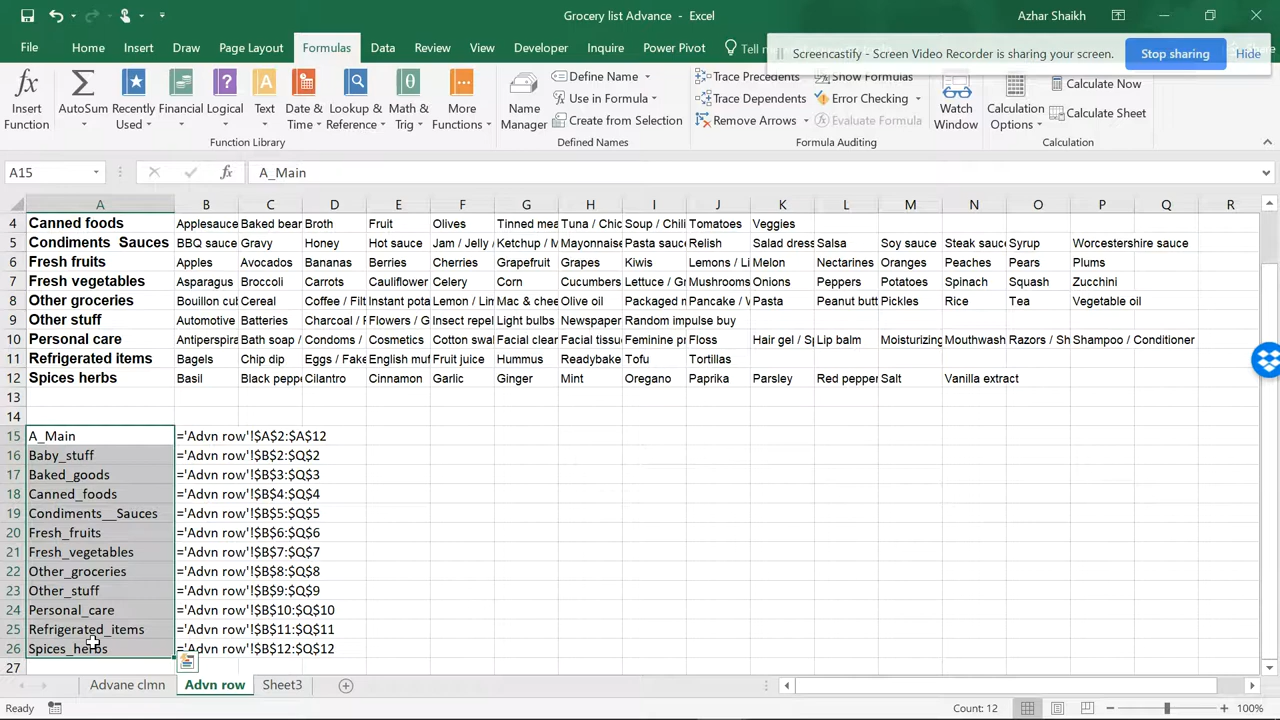 Grocery list Advance - Excel
Azhar Shaikh
File Home Insert Draw Page Layout Formulas Data Review View Developer Inquire Power Pivot
Screencastify - Screen Video Recorder is sharing your screen. Stop sharing Hide
Insert Function
AutoSum
Recently Used
Financial
Logical
Text
Date & Time
Lookup & Reference
Math & Trig
More Functions
Function Library
Name Manager
Define Name
Use in Formula
Create from Selection
Defined Names
Trace Precedents
Trace Dependents
Remove Arrows
Show Formulas
Error Checking
Evaluate Formula
Formula Auditing
Watch Window
Calculation Options
Calculate Now
Calculate Sheet
Calculation
A15 fx A_Main
A B C D E F G H I J K L M N O P Q R
4 Canned foods Applesauce Baked bear Broth Fruit Olives Tinned mea Tuna / Chic Soup / Chili Tomatoes Veggies
5 Condiments Sauces BBQ sauce Gravy Honey Hot sauce Jam / Jelly / Ketchup / M Mayonnaise Pasta sauc Relish Salad dress Salsa Soy sauce Steak sauc Syrup Worcestershire sauce
6 Fresh fruits Apples Avocados Bananas Berries Cherries Grapefruit Grapes Kiwis Lemons / Li Melon Nectarines Oranges Peaches Pears Plums
7 Fresh vegetables Asparagus Broccoli Carrots Cauliflower Celery Corn Cucumbers Lettuce / Gr Mushrooms Onions Peppers Potatoes Spinach Squash Zucchini
8 Other groceries Bouillon cul Cereal Coffee / Filt Instant pota Lemon / Lim Mac & chee Olive oil Packaged m Pancake / V Pasta Peanut butt Pickles Rice Tea Vegetable oil
9 Other stuff Automotive Batteries Charcoal / F Flowers / G Insect repel Light bulbs Newspaper Random impulse buy
10 Personal care Antiperspira Bath soap / Condoms / Cosmetics Cotton swa Facial clear Facial tissu Feminine pr Floss Hair gel / Sp Lip balm Moisturizing Mouthwash Razors / Sh Shampoo / Conditioner
11 Refrigerated items Bagels Chip dip Eggs / Fake English muf Fruit juice Hummus Readybake Tofu Tortillas
12 Spices herbs Basil Black peppe Cilantro Cinnamon Garlic Ginger Mint Oregano Paprika Parsley Red pepper Salt Vanilla extract
13
14
15 A_Main ='Advn row'!$A$2:$A$12
16 Baby_stuff ='Advn row'!$B$2:$Q$2
17 Baked_goods ='Advn row'!$B$3:$Q$3
18 Canned_foods ='Advn row'!$B$4:$Q$4
19 Condiments__Sauces ='Advn row'!$B$5:$Q$5
20 Fresh_fruits ='Advn row'!$B$6:$Q$6
21 Fresh_vegetables ='Advn row'!$B$7:$Q$7
22 Other_groceries ='Advn row'!$B$8:$Q$8
23 Other_stuff ='Advn row'!$B$9:$Q$9
24 Personal_care ='Advn row'!$B$10:$Q$10
25 Refrigerated_items ='Advn row'!$B$11:$Q$11
26 Spices_herbs ='Advn row'!$B$12:$Q$12
27
Advane clmn Advn row Sheet3
Ready Count: 12 100%